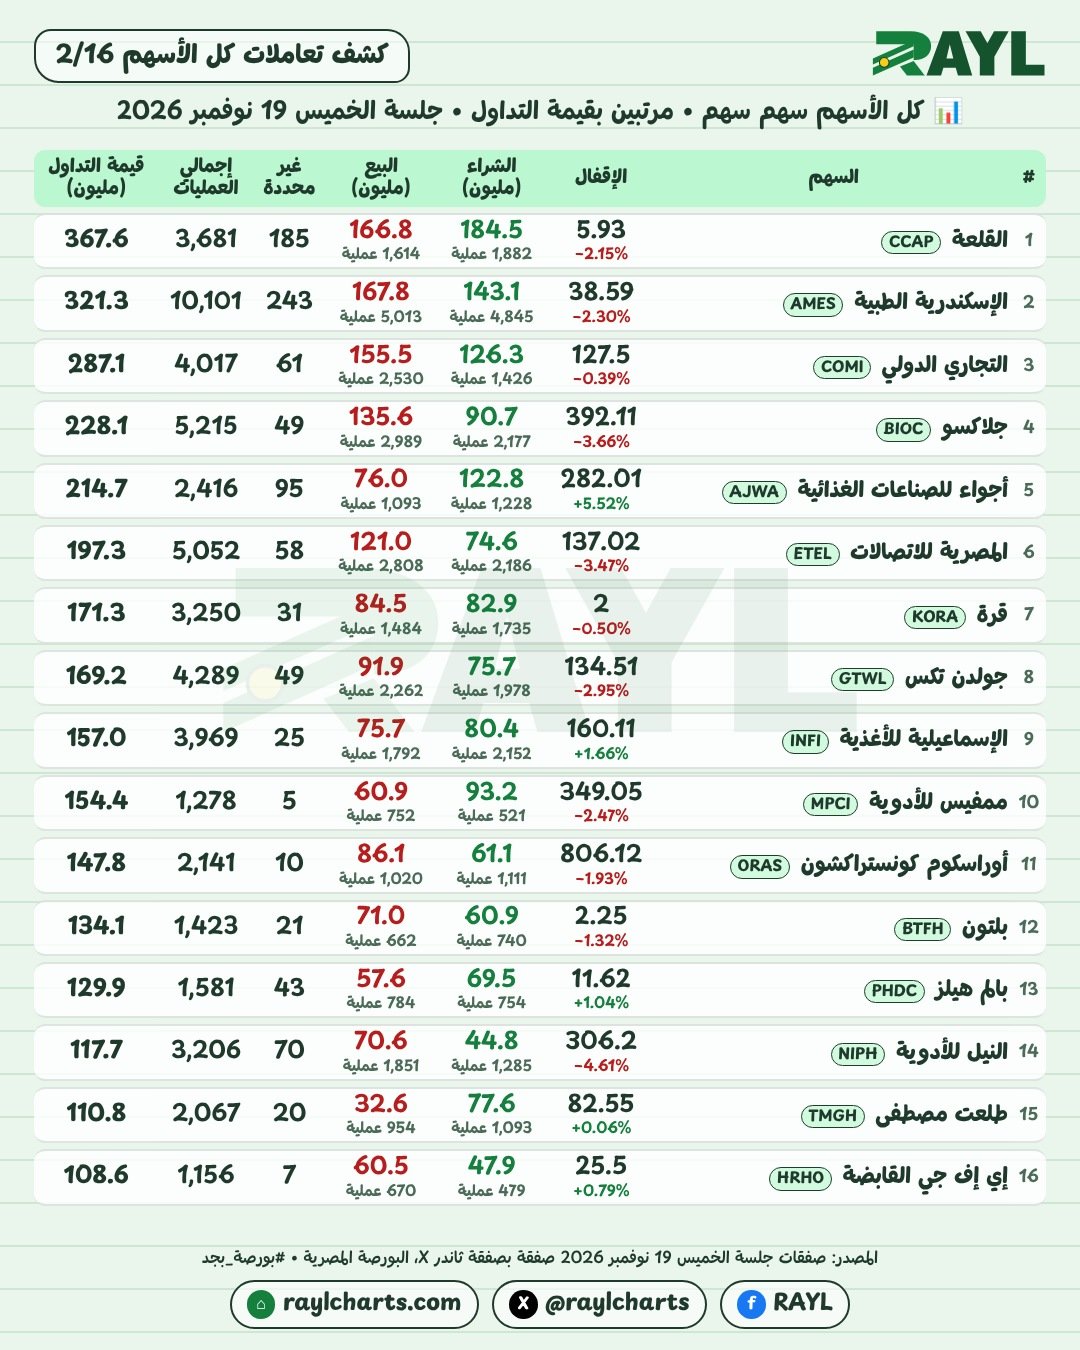 RAYL
كشف تعاملات كل الأسهم 2/16
📊 كل الأسهم سهم سهم • مرتبين بقيمة التداول • جلسة الخميس 19 نوفمبر 2026
# السهم الإقفال الشراء (مليون) البيع (مليون) غير محددة إجمالي العمليات قيمة التداول (مليون)
1 القلعة CCAP 5.93 184.5 166.8 185 3,681 367.6
-2.15% 1,882 عملية 1,614 عملية
2 الإسكندرية الطبية AMES 38.59 143.1 167.8 243 10,101 321.3
-2.30% 4,845 عملية 5,013 عملية
3 التجاري الدولي COMI 127.5 126.3 155.5 61 4,017 287.1
-0.39% 1,426 عملية 2,530 عملية
4 جلاكسو BIOC 392.11 90.7 135.6 49 5,215 228.1
-3.66% 2,177 عملية 2,989 عملية
5 أجواء للصناعات الغذائية AJWA 282.01 122.8 76.0 95 2,416 214.7
+5.52% 1,228 عملية 1,093 عملية
6 المصرية للاتصالات ETEL 137.02 74.6 121.0 58 5,052 197.3
-3.47% 2,186 عملية 2,808 عملية
7 قرة KORA 2 82.9 84.5 31 3,250 171.3
-0.50% 1,735 عملية 1,484 عملية
8 جولدن تكس GTWL 134.51 75.7 91.9 49 4,289 169.2
-2.95% 1,978 عملية 2,262 عملية
9 الإسماعيلية للأغذية INFI 160.11 80.4 75.7 25 3,969 157.0
+1.66% 2,152 عملية 1,792 عملية
10 ممفيس للأدوية MPCI 349.05 93.2 60.9 5 1,278 154.4
-2.47% 521 عملية 752 عملية
11 أوراسكوم كونستراكشون ORAS 806.12 61.1 86.1 10 2,141 147.8
-1.93% 1,111 عملية 1,020 عملية
12 بلتون BTFH 2.25 60.9 71.0 21 1,423 134.1
-1.32% 740 عملية 662 عملية
13 بالم هيلز PHDC 11.62 69.5 57.6 43 1,581 129.9
+1.04% 754 عملية 784 عملية
14 النيل للأدوية NIPH 306.2 44.8 70.6 70 3,206 117.7
-4.61% 1,285 عملية 1,851 عملية
15 طلعت مصطفى TMGH 82.55 77.6 32.6 20 2,067 110.8
+0.06% 1,093 عملية 954 عملية
16 إي إف جي القابضة HRHO 25.5 47.9 60.5 7 1,156 108.6
+0.79% 479 عملية 670 عملية
المصدر: صفقات جلسة الخميس 19 نوفمبر 2026 صفقة بصفقة ثاندر X، البورصة المصرية • #بورصة_بجد
RAYL @raylcharts raylcharts.com